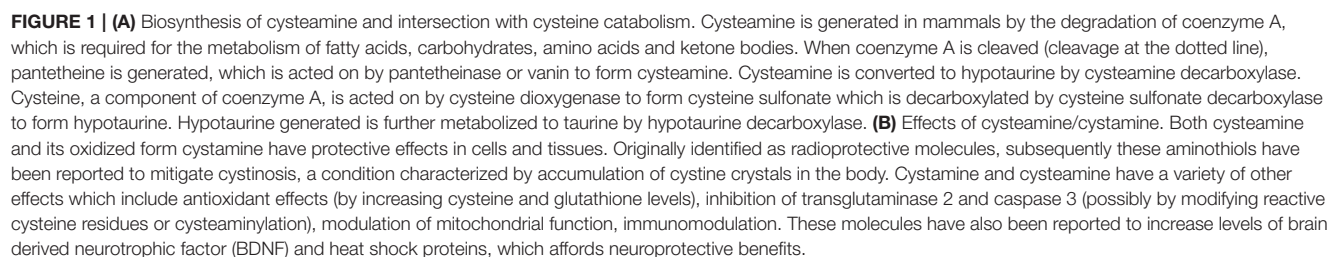 FIGURE 1 | (A) Biosynthesis of cysteamine and intersection with cysteine catabolism. Cysteamine is generated in mammals by the degradation of coenzyme A,
which is required for the metabolism of fatty acids, carbohydrates, amino acids and ketone bodies. When coenzyme A is cleaved (cleavage at the dotted line),
pantetheine is generated, which is acted on by pantetheinase or vanin to form cysteamine. Cysteamine is converted to hypotaurine by cysteamine decarboxylase.
Cysteine, a component of coenzyme A, is acted on by cysteine dioxygenase to form cysteine sulfonate which is decarboxylated by cysteine sulfonate decarboxylase
to form hypotaurine. Hypotaurine generated is further metabolized to taurine by hypotaurine decarboxylase. (B) Effects of cysteamine/cystamine. Both cysteamine
and its oxidized form cystamine have protective effects in cells and tissues. Originally identified as radioprotective molecules, subsequently these aminothiols have
been reported to mitigate cystinosis, a condition characterized by accumulation of cystine crystals in the body. Cystamine and cysteamine have a variety of other
effects which include antioxidant effects (by increasing cysteine and glutathione levels), inhibition of transglutaminase 2 and caspase 3 (possibly by modifying reactive
cysteine residues or cysteaminylation), modulation of mitochondrial function, immunomodulation. These molecules have also been reported to increase levels of brain
derived neurotrophic factor (BDNF) and heat shock proteins, which affords neuroprotective benefits.